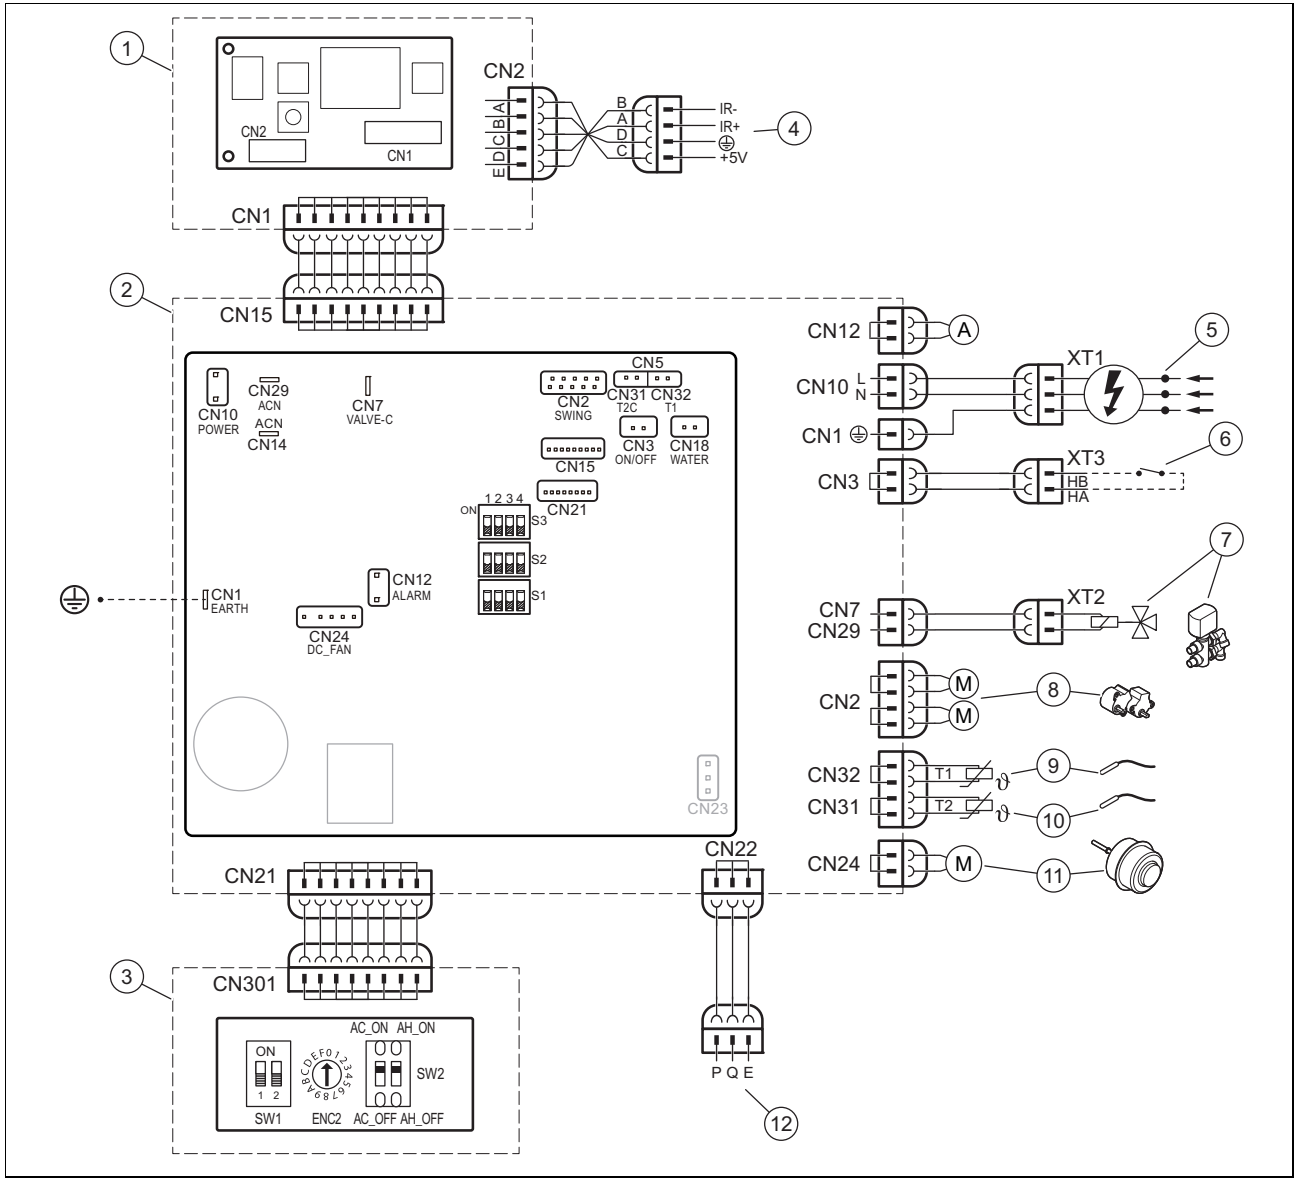 1
CN2
CN2
CN1
A
B
C
D
E
B
A
D
C
IR-
IR+
+5V
4
CN1
2
CN15
CN12
A
5
XT1
CN10
L
N
CN1
6
CN3
XT3
HB
HA
CN10
POWER
CN29
ACN
ACN
CN14
CN7
VALVE-C
CN2
SWING
CN5
CN31
T2C
CN32
T1
CN3
ON/OFF
CN18
WATER
CN15
CN21
ON
1 2 3 4
S3
S2
S1
CN1
EARTH
CN12
ALARM
CN24
DC_FAN
CN23
7
CN7
CN29
XT2
CN2
M
M
8
CN32
T1
ϑ
9
CN31
T2
ϑ
10
CN24
M
11
CN21
CN22
3
CN301
AC_ON AH_ON
ON
1 2
SW1
0123456789ABCDEF
ENC2
SW2
AC_OFF AH_OFF
P Q E
12